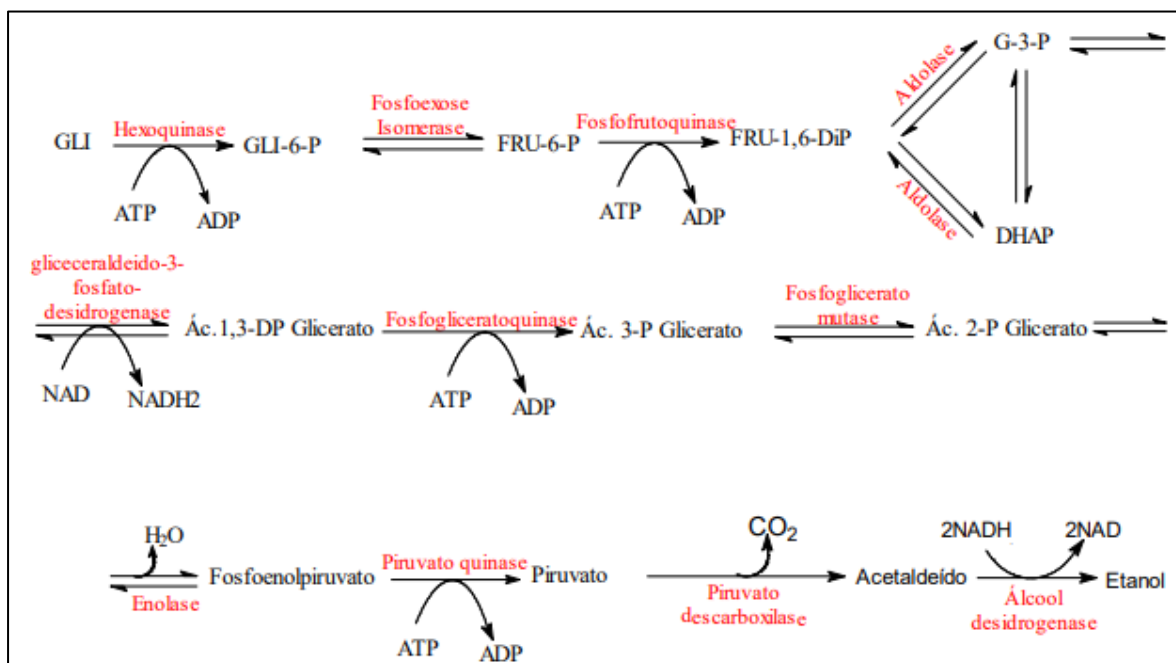 G-3-P
Aldolase
Fosfoexose
Isomerase
Hexoquinase
Fosfofrutoquinase
GLI
GLI-6-P
FRU-6-P
FRU-1,6-DiP
ATP
ADP
ATP
ADP
Aldolase
DHAP
gliceceraldeido-3-
fosfato-
desidrogenase
Fosfoglicerato
mutase
Ác.1,3-DP Glicerato
Fosfogliceratoquinase
Ác. 3-P Glicerato
Ác. 2-P Glicerato
NAD
NADH2
ATP
ADP
H2O
CO2
2NADH
2NAD
Enolase
Fosfoenolpiruvato
Piruvato quinase
Piruvato
Piruvato
descarboxilase
Acetaldeído
Álcool
desidrogenase
Etanol
ATP
ADP